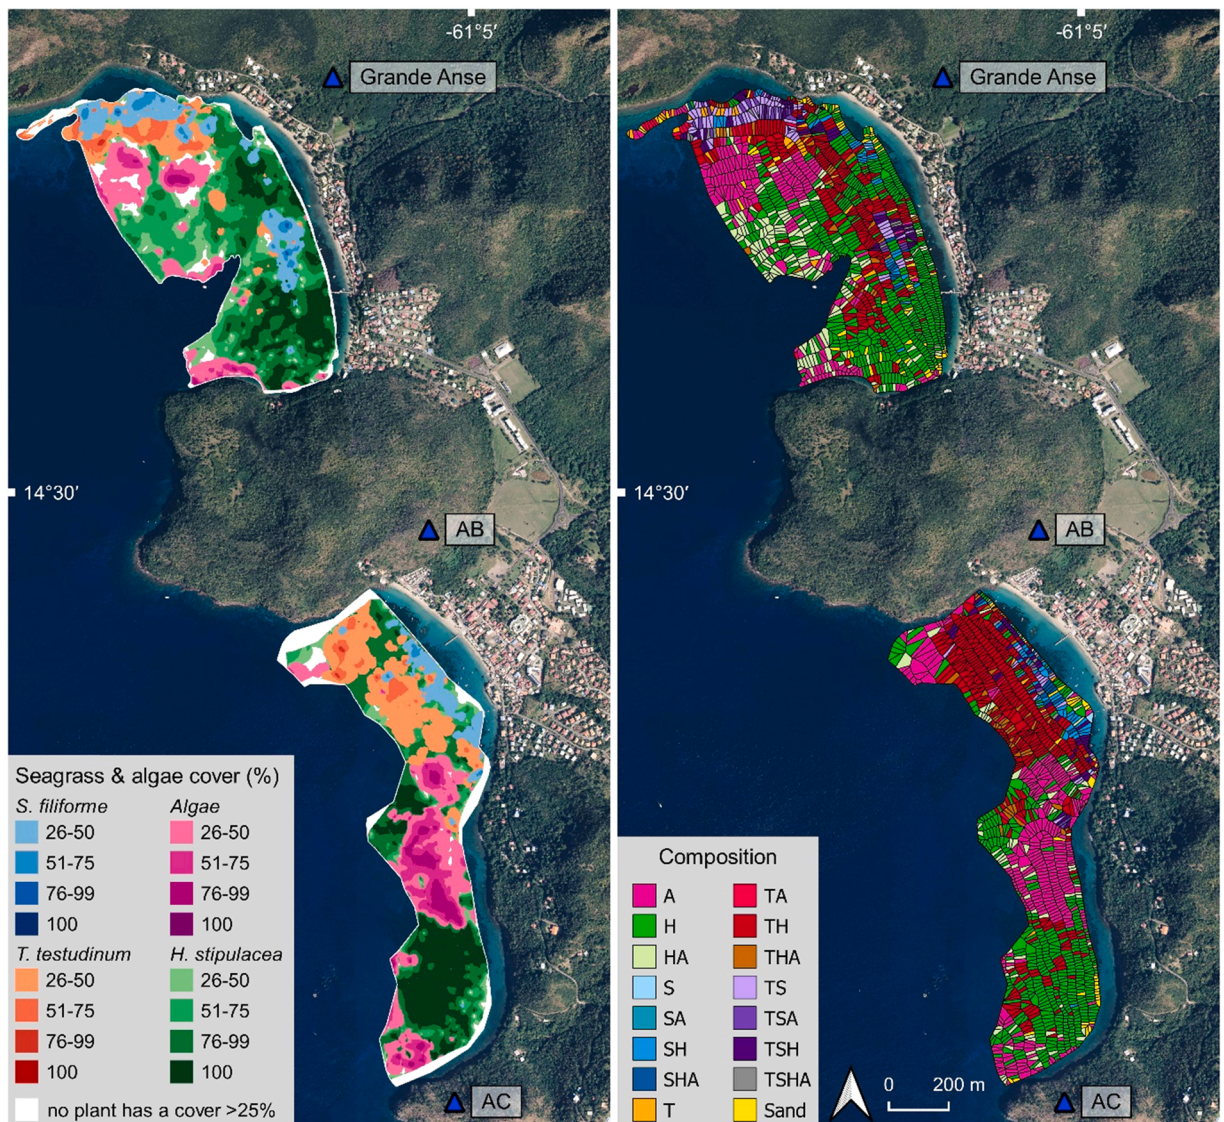 -61°5′
Grande Anse
14°30′
AB
Seagrass & algae cover (%)
S. filiforme
26-50
51-75
76-99
100
Algae
26-50
51-75
76-99
100
T. testudinum
26-50
51-75
76-99
100
H. stipulacea
26-50
51-75
76-99
100
no plant has a cover >25%
AC
-61°5′
Grande Anse
14°30′
AB
Composition
A
H
HA
S
SA
SH
SHA
T
TA
TH
THA
TS
TSA
TSH
TSHA
Sand
0 200 m
AC